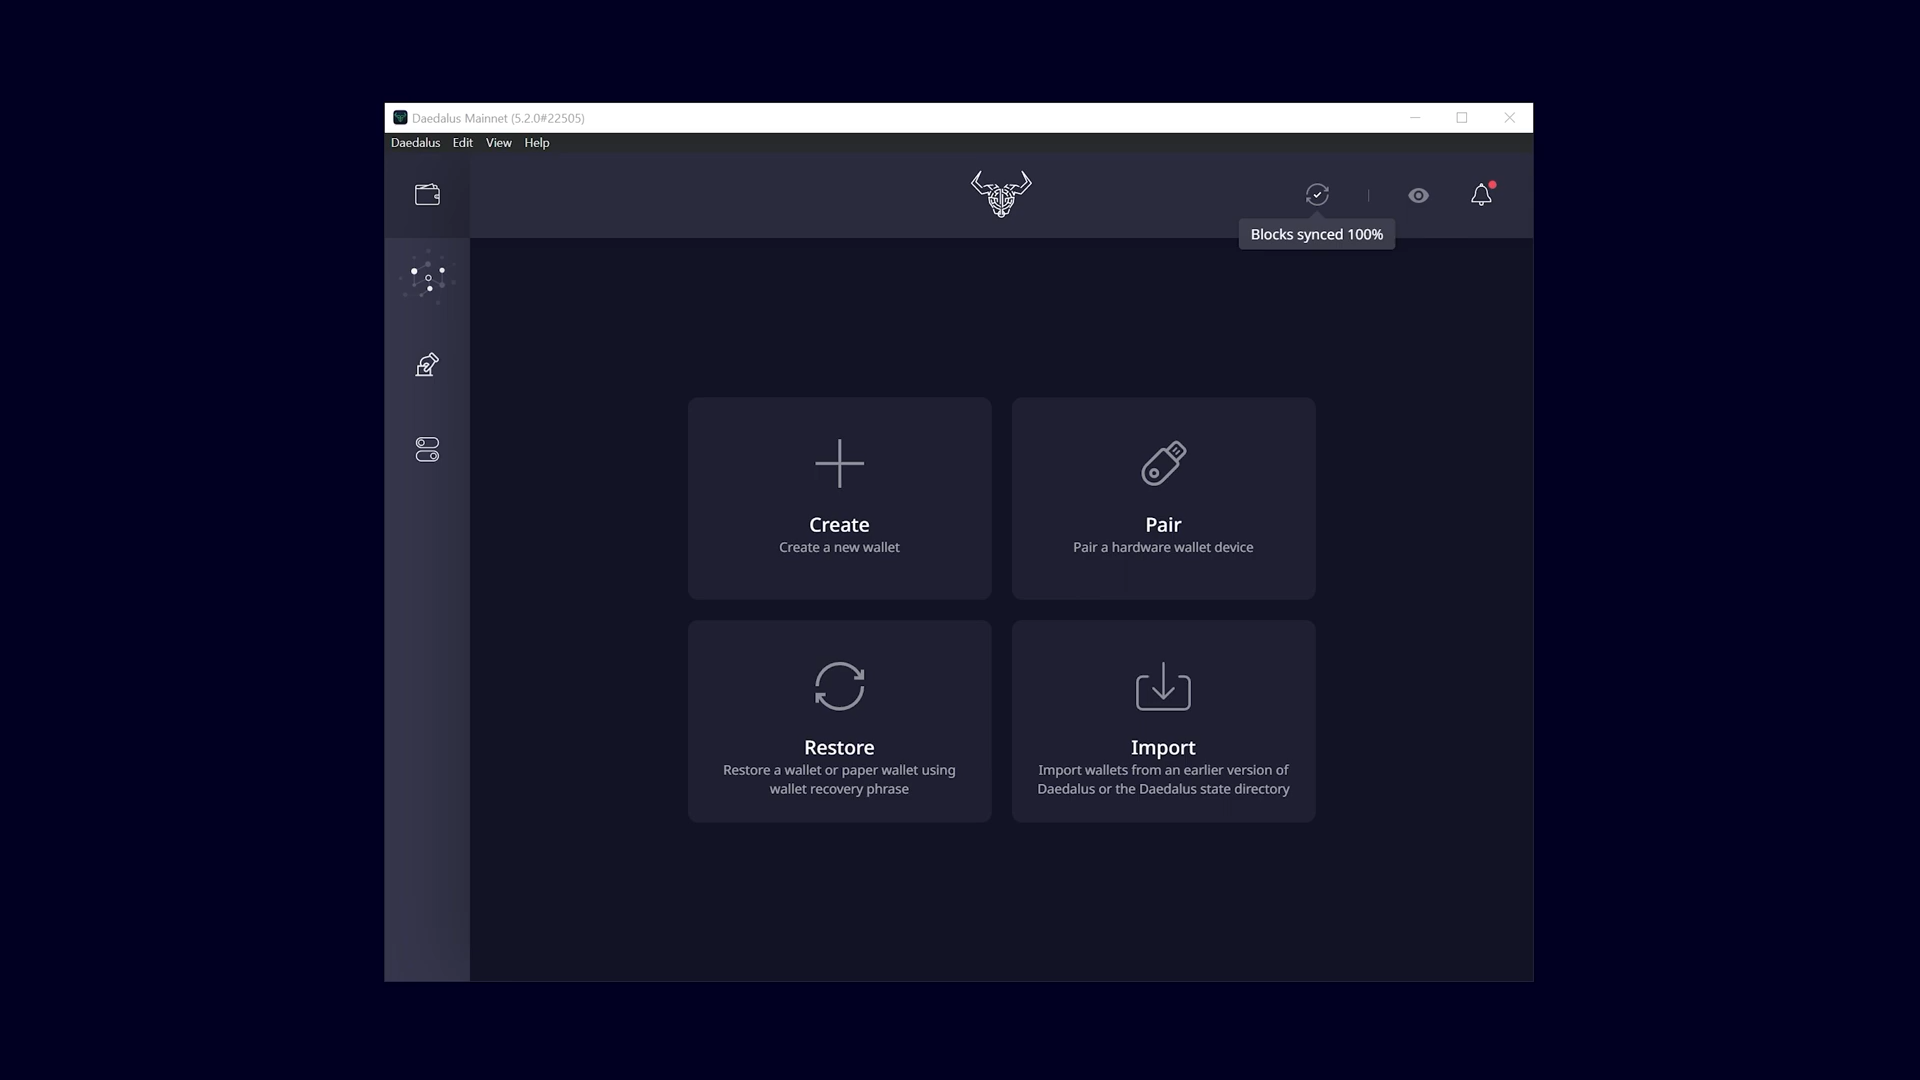 Daedalus Mainnet (5.2.0#22505)
Daedalus Edit View Help
Blocks synced 100%
Create
Create a new wallet
Pair
Pair a hardware wallet device
Restore
Restore a wallet or paper wallet using
wallet recovery phrase
Import
Import wallets from an earlier version of
Daedalus or the Daedalus state directory